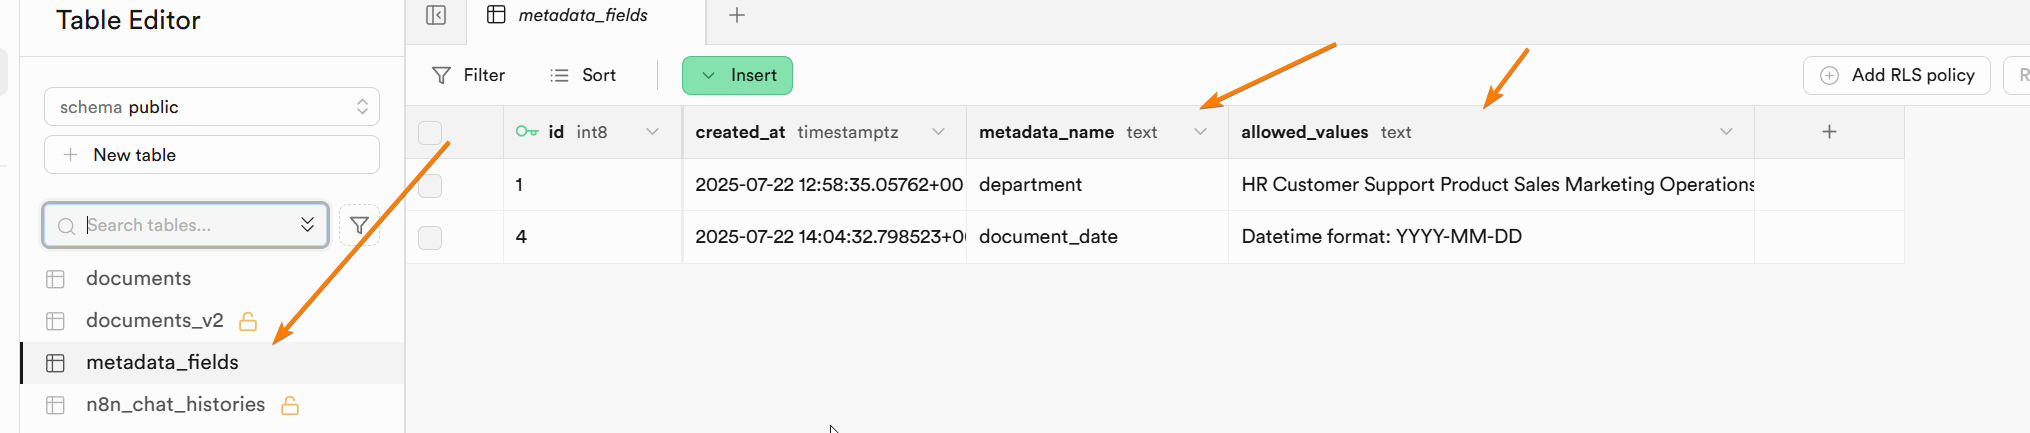 Table Editor
schema public
New table
Search tables...
documents
documents_v2
metadata_fields
n8n_chat_histories
metadata_fields
Filter
Sort
Insert
Add RLS policy
R
id int8
created_at timestamptz
metadata_name text
allowed_values text
1
2025-07-22 12:58:35.05762+00
department
HR Customer Support Product Sales Marketing Operations
4
2025-07-22 14:04:32.798523+0
document_date
Datetime format: YYYY-MM-DD